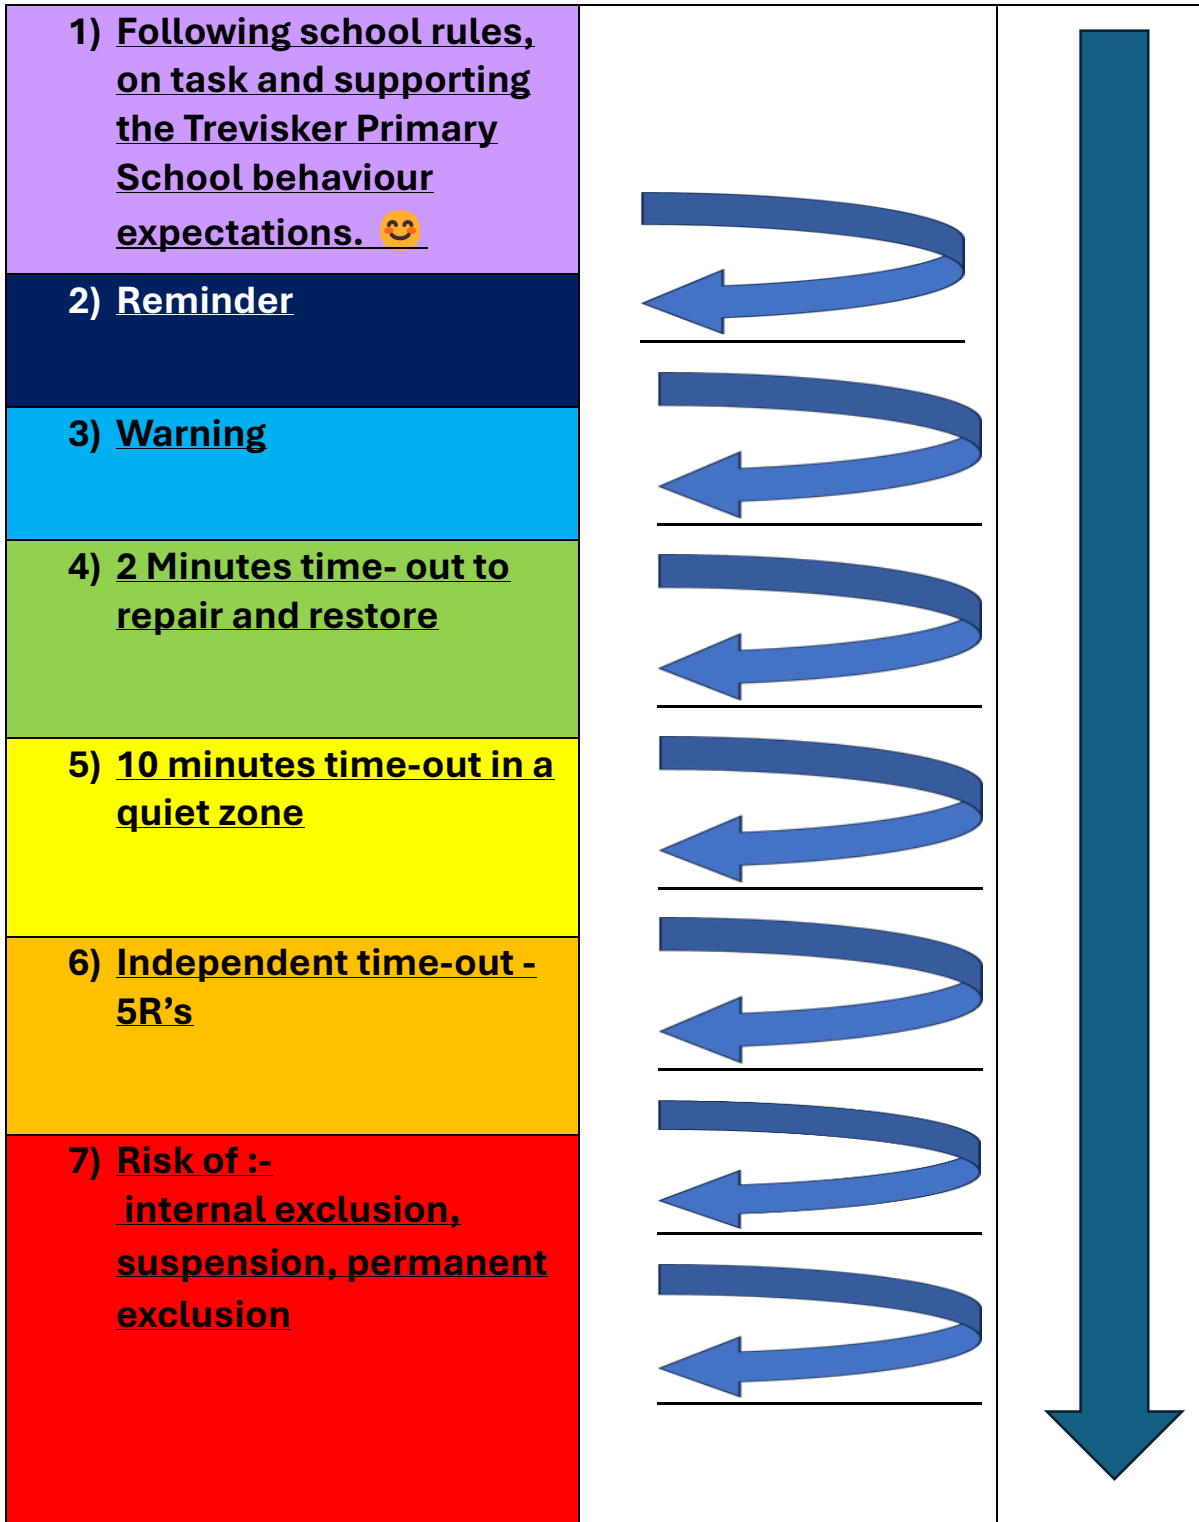 1) Following school rules,
on task and supporting
the Trevisker Primary
School behaviour
expectations. 😊
2) Reminder
3) Warning
4) 2 Minutes time- out to
repair and restore
5) 10 minutes time-out in a
quiet zone
6) Independent time-out -
5R’s
7) Risk of :-
internal exclusion,
suspension, permanent
exclusion